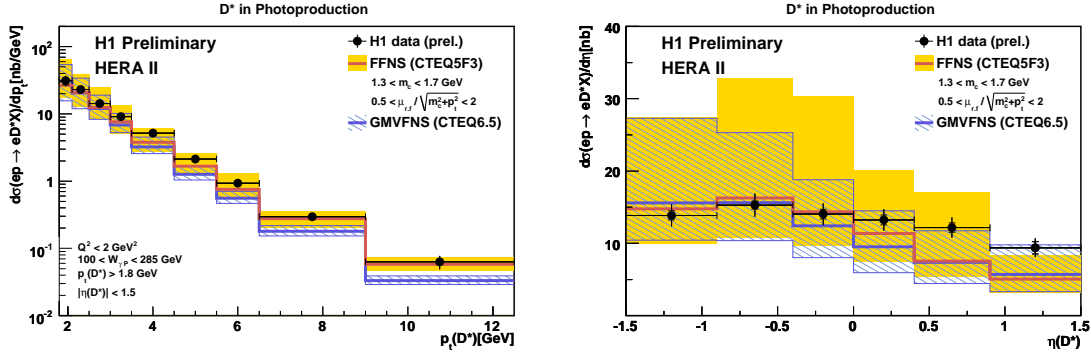 D* in Photoproduction
dσ(ep → eD*X)/dp_t[nb/GeV]
10²
10
1
10⁻¹
10⁻²
H1 Preliminary
HERA II
H1 data (prel.)
FFNS (CTEQ5F3)
1.3 < m_c < 1.7 GeV
0.5 < μ_r,f / √m_c²+p_t² < 2
GMVFNS (CTEQ6.5)
Q² < 2 GeV²
100 < W_γp < 285 GeV
p_t(D*) > 1.8 GeV
|η(D*)| < 1.5
2 4 6 8 10 12
p_t(D*)[GeV]
D* in Photoproduction
dσ(ep → eD*X)/dη[nb]
40
30
20
10
H1 Preliminary
HERA II
H1 data (prel.)
FFNS (CTEQ5F3)
1.3 < m_c < 1.7 GeV
0.5 < μ_r,f / √m_c²+p_t² < 2
GMVFNS (CTEQ6.5)
-1.5 -1 -0.5 0 0.5 1 1.5
η(D*)